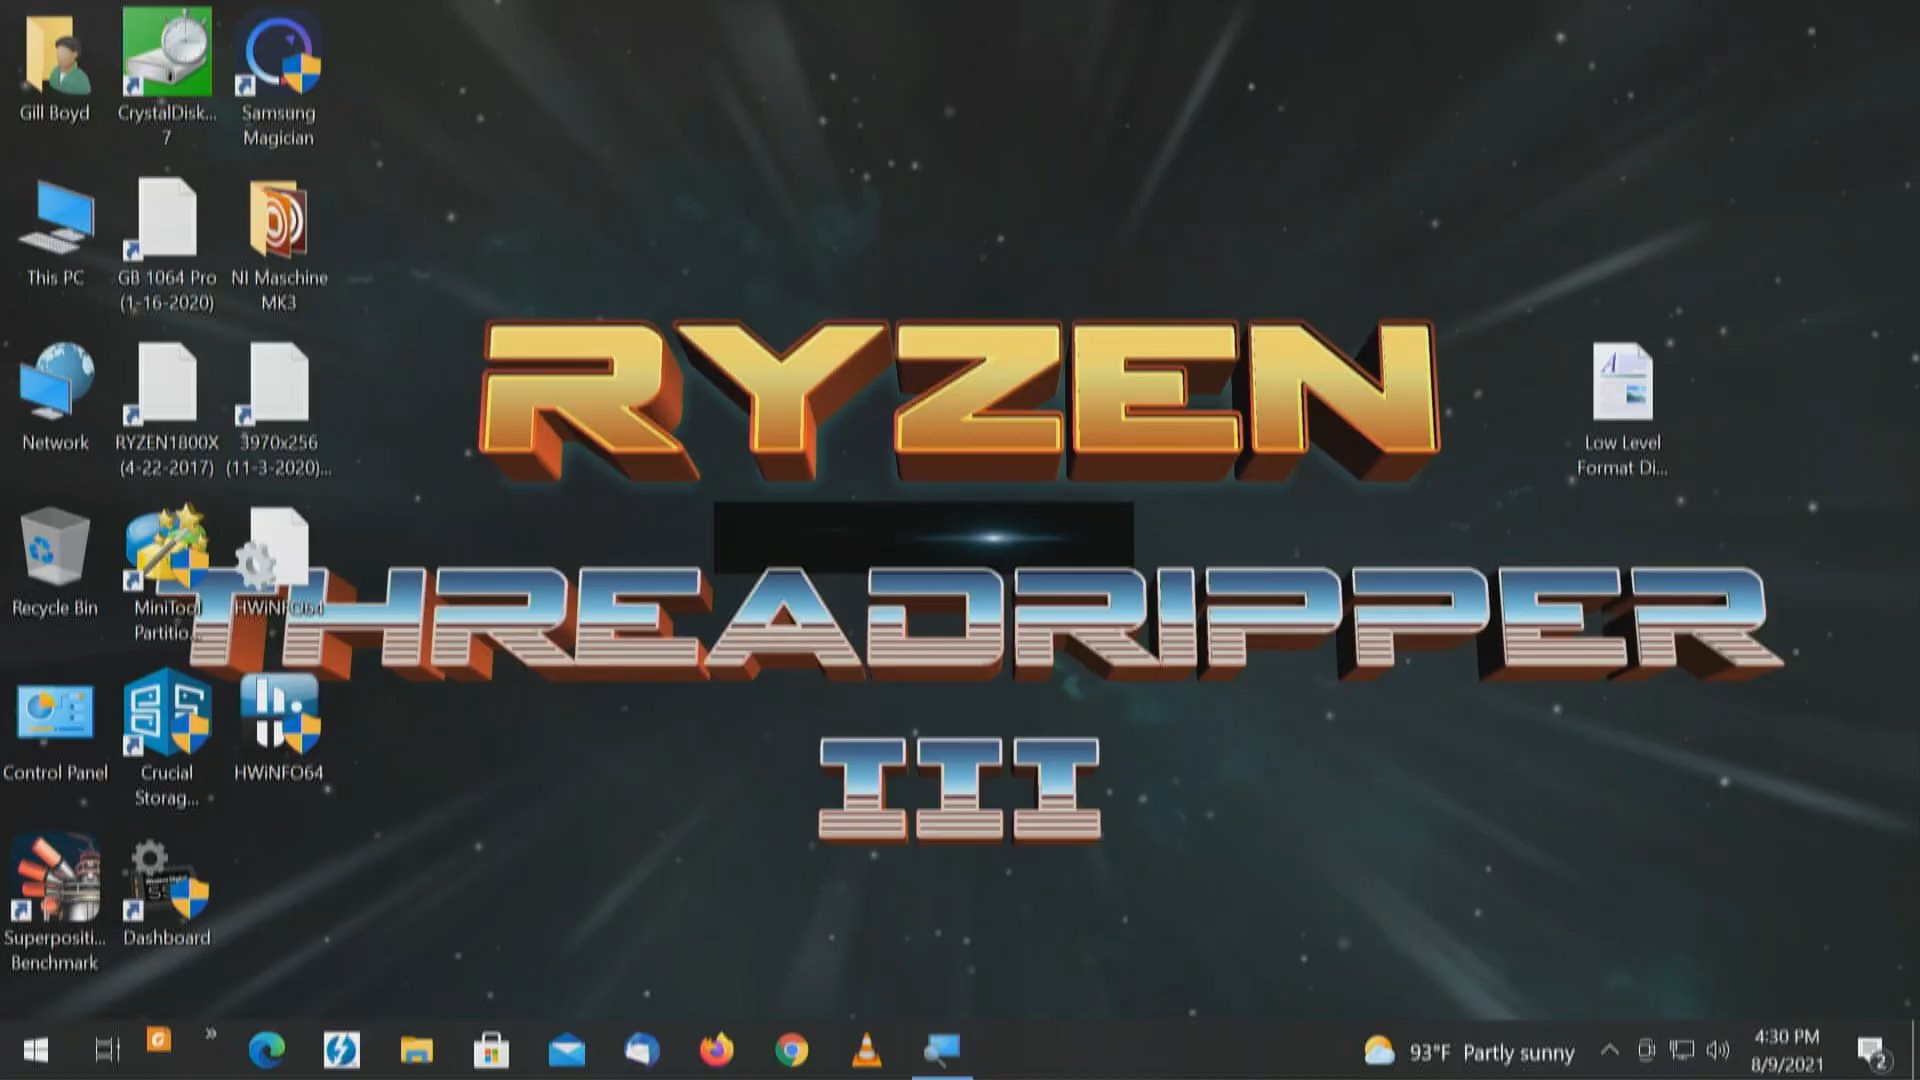 Gill Boyd
CrystalDisk...
7
Samsung
Magician
This PC
GB 1064 Pro
(1-16-2020)
NI Maschine
MK3
RYZEN
Network
RYZEN1800X
(4-22-2017)
3970x256
(11-3-2020)...
Low Level
Format Di...
Recycle Bin
MiniTool
Partitio...
HWiNFO64
THREADRIPPER
Control Panel
Crucial
Storag...
HWiNFO64
III
Superpositi...
Benchmark
Dashboard
93°F Partly sunny
4:30 PM
8/9/2021
2